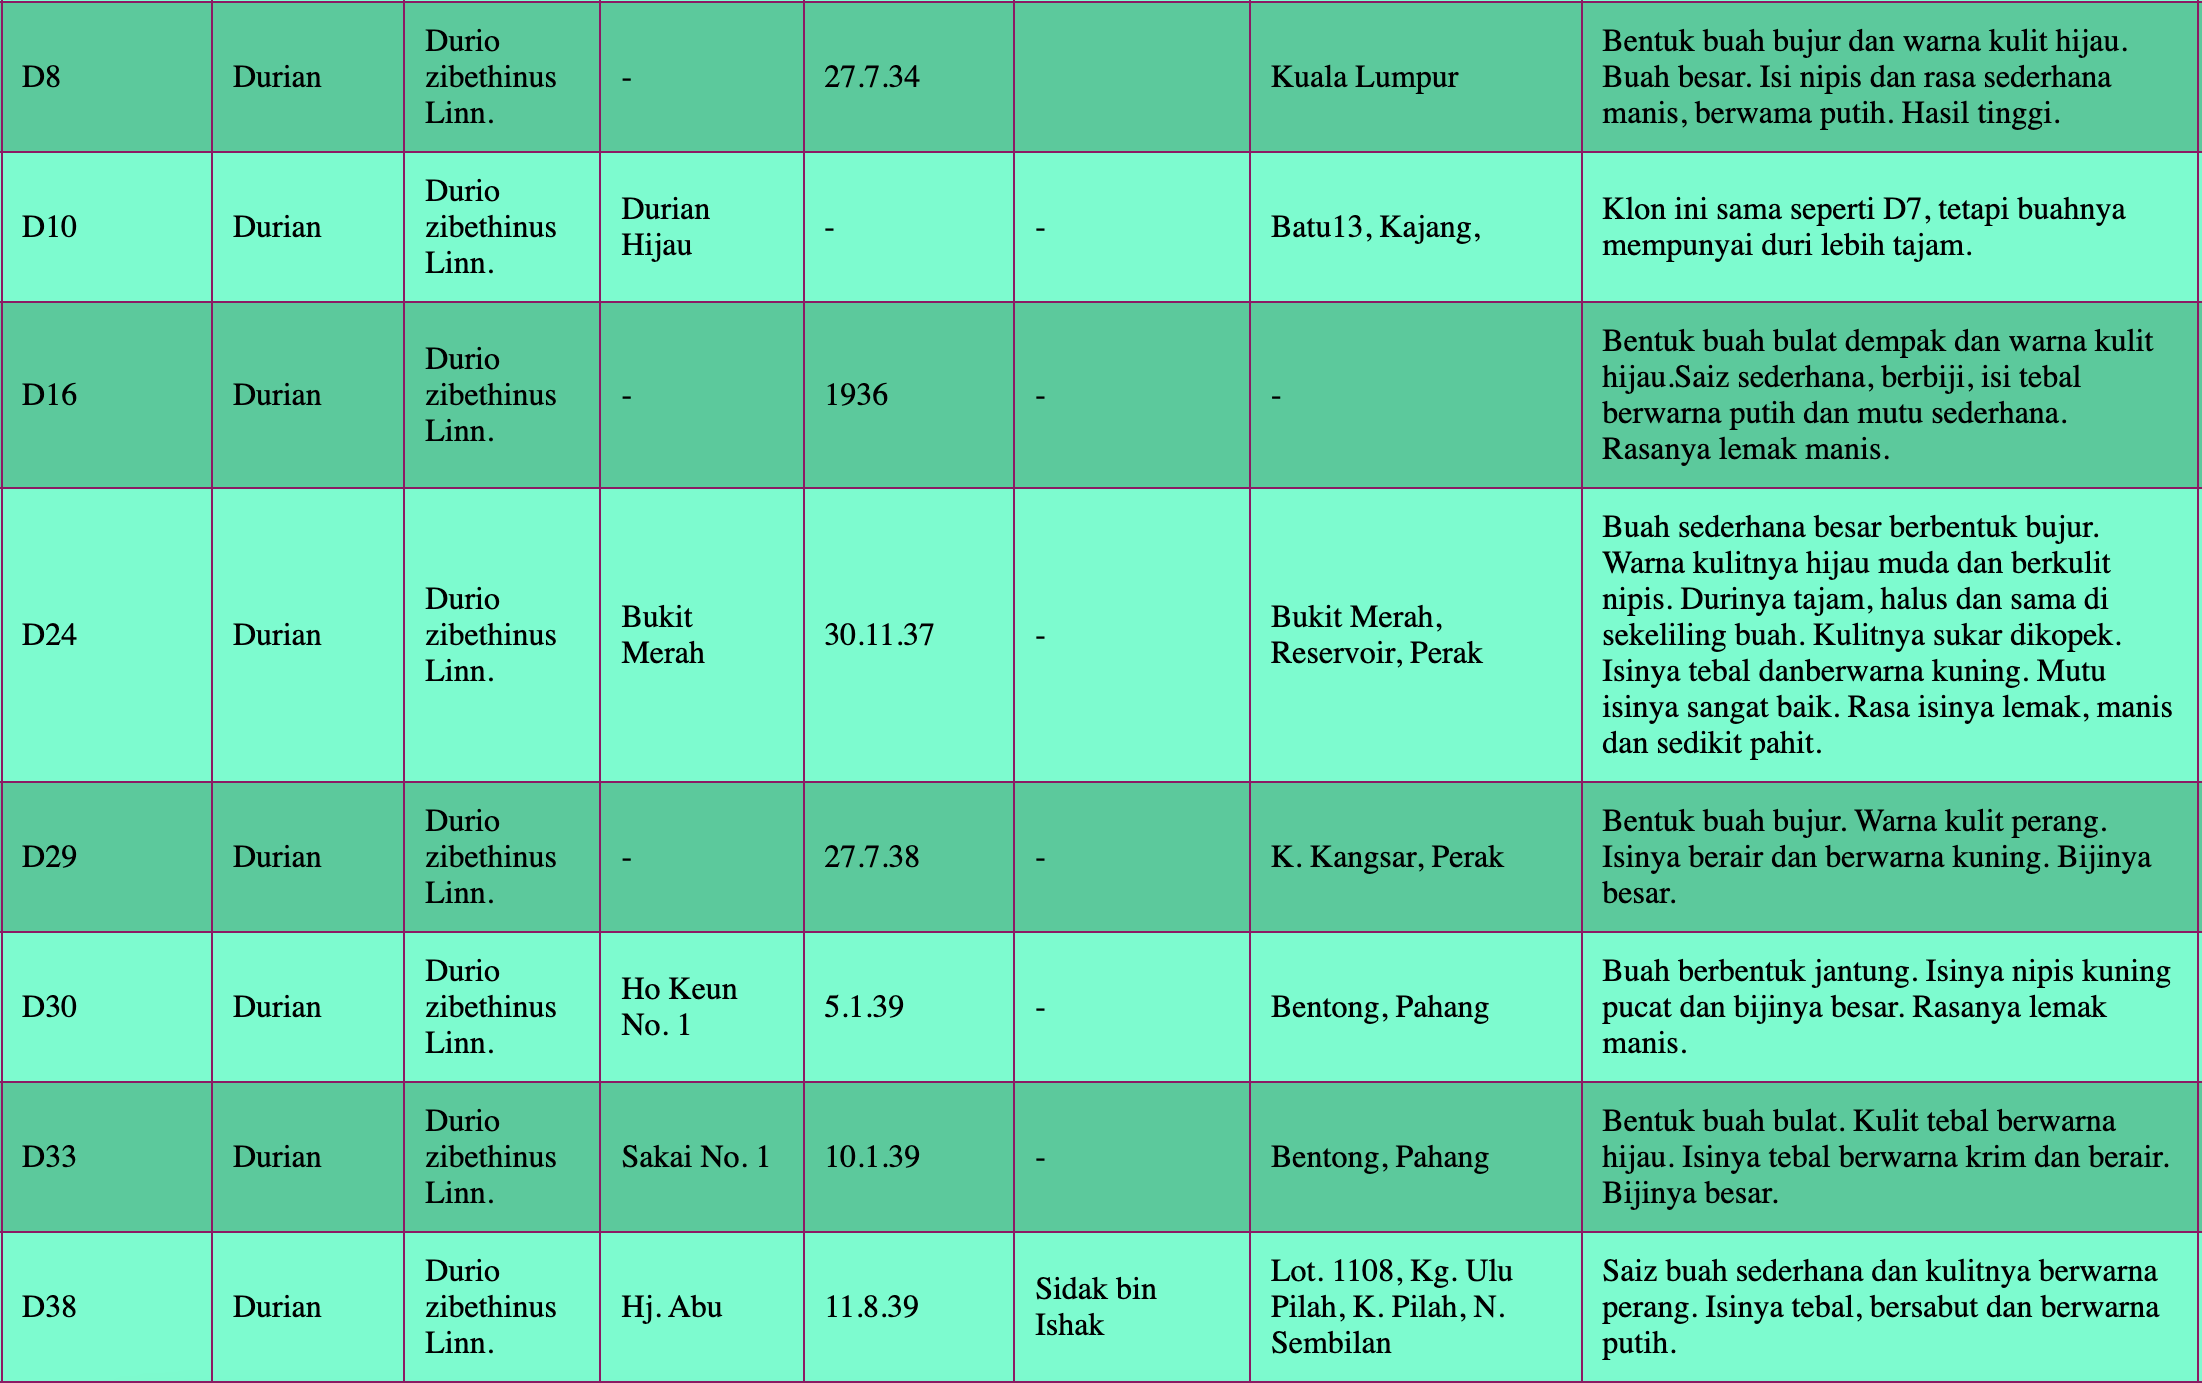 D8
Durian
Durio
zibethinus
Linn.
-
27.7.34
Kuala Lumpur
Bentuk buah bujur dan warna kulit hijau.
Buah besar. Isi nipis dan rasa sederhana
manis, berwama putih. Hasil tinggi.
D10
Durian
Durio
zibethinus
Linn.
Durian
Hijau
-
-
Batu13, Kajang,
Klon ini sama seperti D7, tetapi buahnya
mempunyai duri lebih tajam.
D16
Durian
Durio
zibethinus
Linn.
-
1936
-
-
Bentuk buah bulat dempak dan warna kulit
hijau.Saiz sederhana, berbiji, isi tebal
berwarna putih dan mutu sederhana.
Rasanya lemak manis.
D24
Durian
Durio
zibethinus
Linn.
Bukit
Merah
30.11.37
-
Bukit Merah,
Reservoir, Perak
Buah sederhana besar berbentuk bujur.
Warna kulitnya hijau muda dan berkulit
nipis. Durinya tajam, halus dan sama di
sekeliling buah. Kulitnya sukar dikopek.
Isinya tebal danberwarna kuning. Mutu
isinya sangat baik. Rasa isinya lemak, manis
dan sedikit pahit.
D29
Durian
Durio
zibethinus
Linn.
-
27.7.38
-
K. Kangsar, Perak
Bentuk buah bujur. Warna kulit perang.
Isinya berair dan berwarna kuning. Bijinya
besar.
D30
Durian
Durio
zibethinus
Linn.
Ho Keun
No. 1
5.1.39
-
Bentong, Pahang
Buah berbentuk jantung. Isinya nipis kuning
pucat dan bijinya besar. Rasanya lemak
manis.
D33
Durian
Durio
zibethinus
Linn.
Sakai No. 1
10.1.39
-
Bentong, Pahang
Bentuk buah bulat. Kulit tebal berwarna
hijau. Isinya tebal berwarna krim dan berair.
Bijinya besar.
D38
Durian
Durio
zibethinus
Linn.
Hj. Abu
11.8.39
Sidak bin
Ishak
Lot. 1108, Kg. Ulu
Pilah, K. Pilah, N.
Sembilan
Saiz buah sederhana dan kulitnya berwarna
perang. Isinya tebal, bersabut dan berwarna
putih.